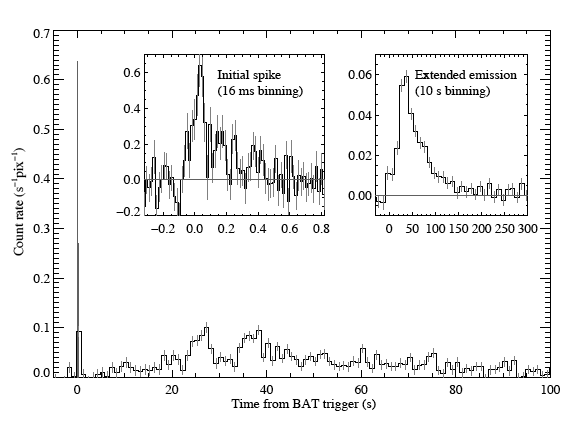 0.7
0.6
0.5
0.4
0.3
0.2
0.1
0.0
Count rate (s⁻¹pix⁻¹)
0 20 40 60 80 100
Time from BAT trigger (s)
Initial spike
(16 ms binning)
0.6
0.4
0.2
0.0
−0.2
−0.2 0.0 0.2 0.4 0.6 0.8
Extended emission
(10 s binning)
0.06
0.04
0.02
0.00
0 50 100 150 200 250 300